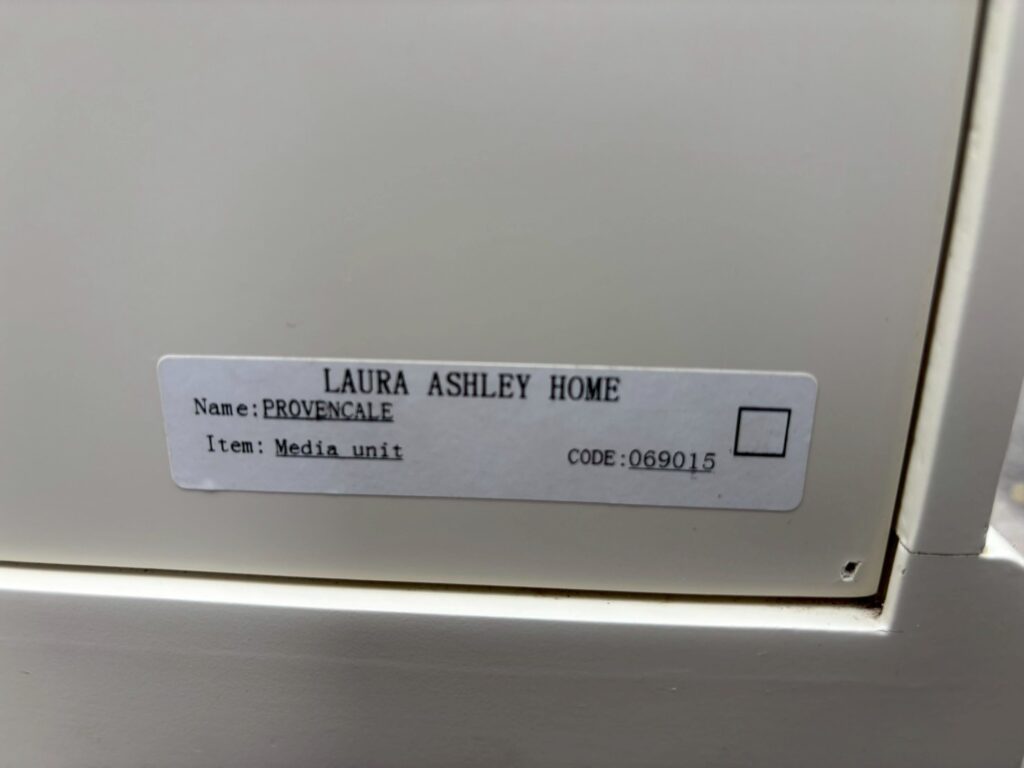 LAURA ASHLEY HOME
Name:PROVENCALE
Item: Media unit
CODE:069015